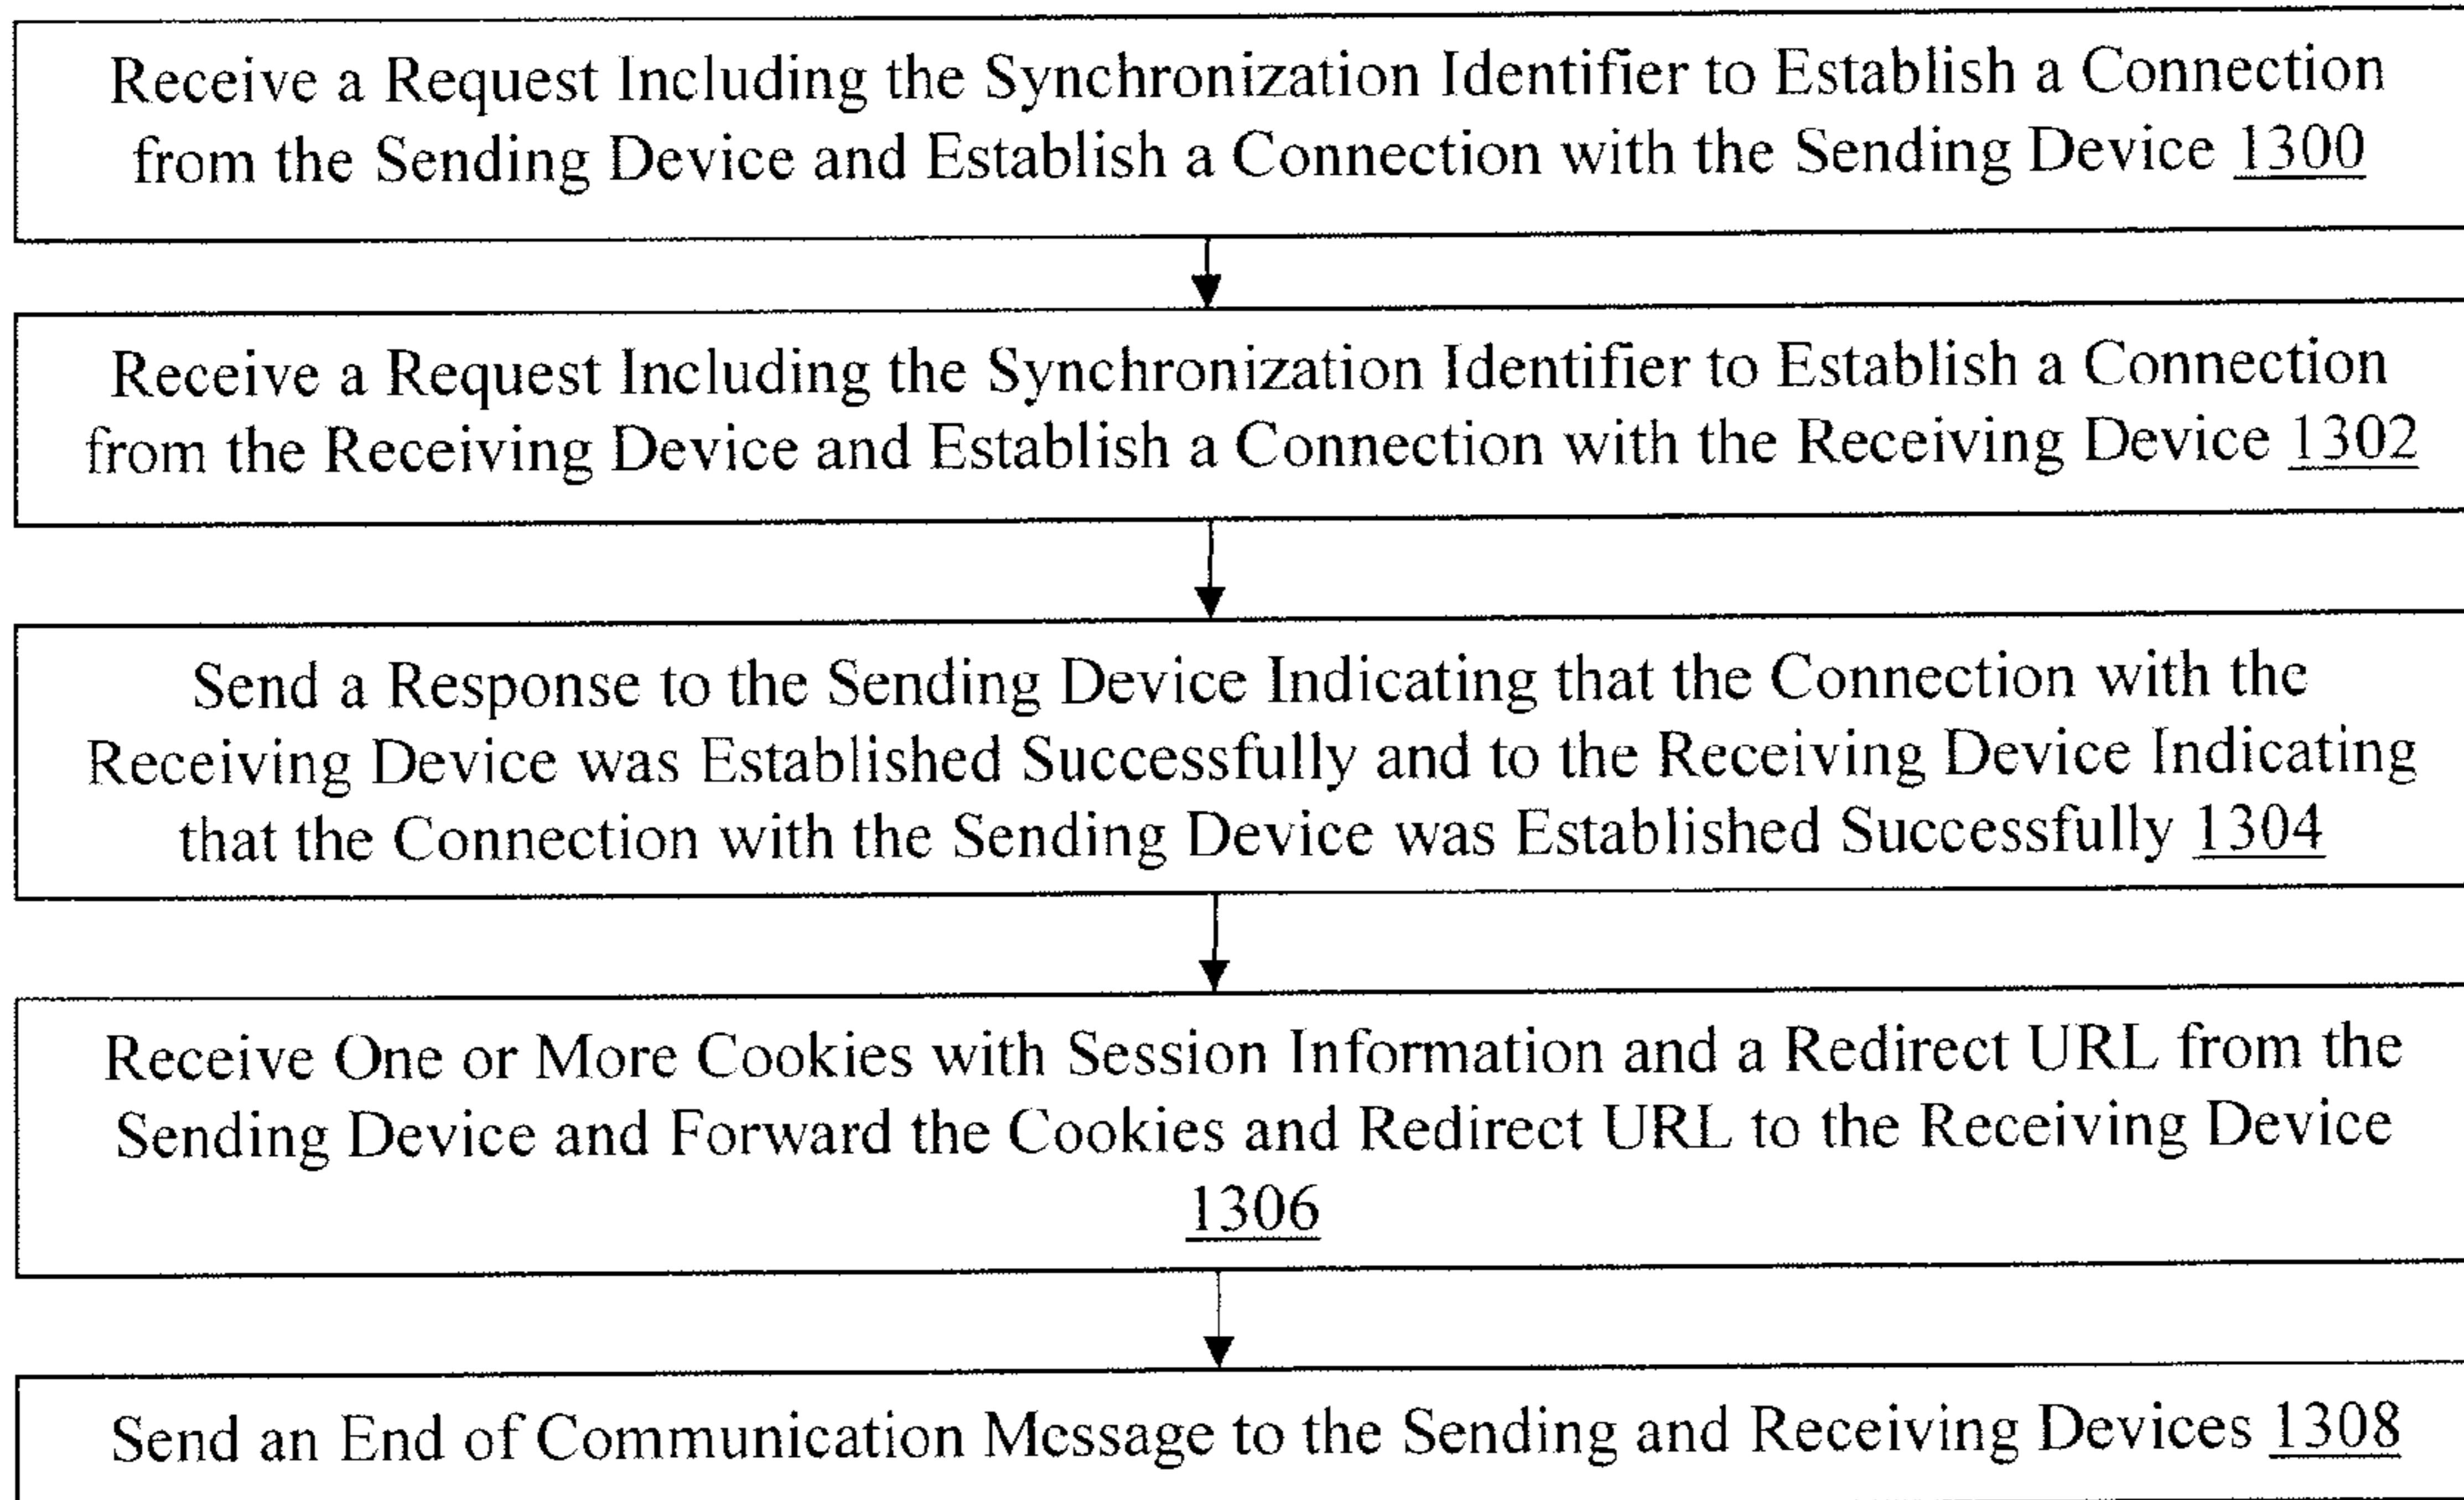 Receive a Request Including the Synchronization Identifier to Establish a Connection
from the Sending Device and Establish a Connection with the Sending Device 1300
Receive a Request Including the Synchronization Identifier to Establish a Connection
from the Receiving Device and Establish a Connection with the Receiving Device 1302
Send a Response to the Sending Device Indicating that the Connection with the
Receiving Device was Established Successfully and to the Receiving Device Indicating
that the Connection with the Sending Device was Established Successfully 1304
Receive One or More Cookies with Session Information and a Redirect URL from the
Sending Device and Forward the Cookies and Redirect URL to the Receiving Device
1306
Send an End of Communication Message to the Sending and Receiving Devices 1308